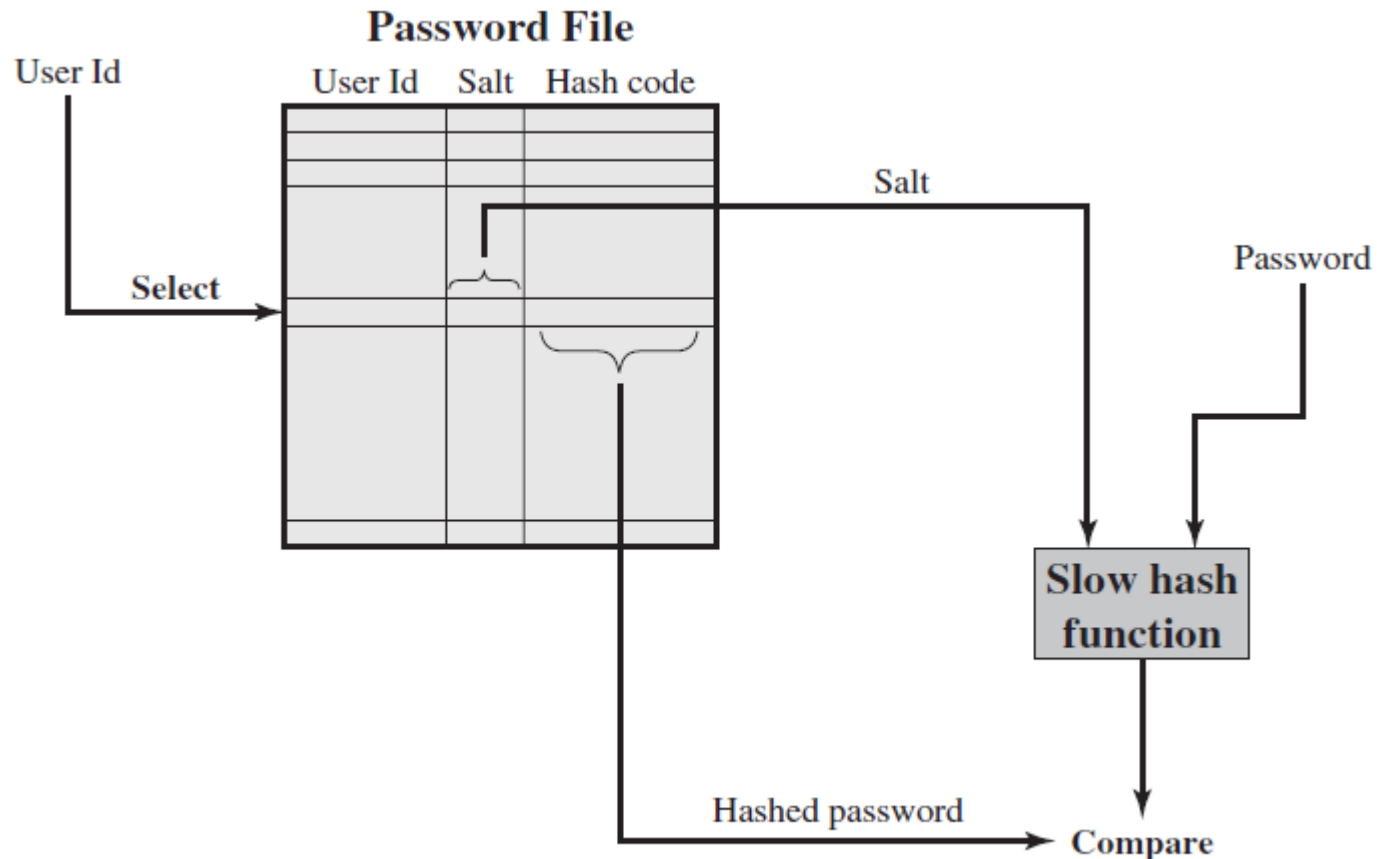 Password File
User Id
User Id Salt Hash code
Salt
Password
Select
Slow hash
function
Hashed password
Compare